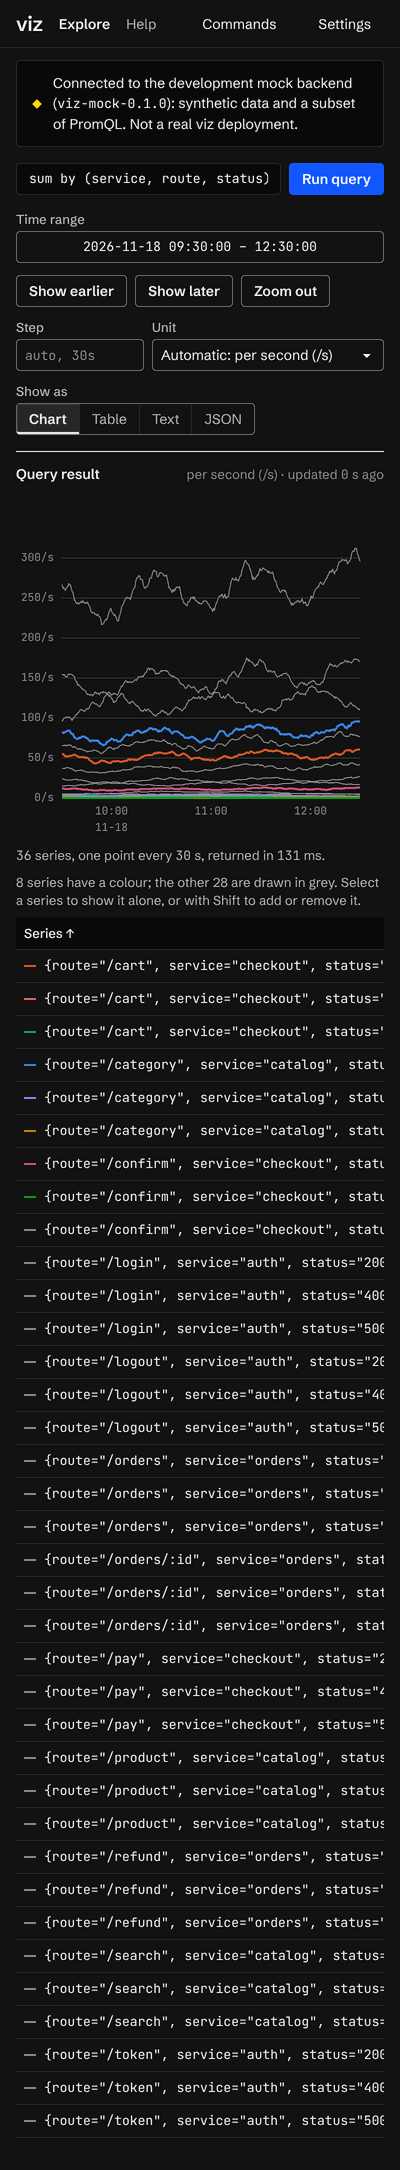 viz Explore Help Commands Settings
Connected to the development mock backend
(viz-mock-0.1.0): synthetic data and a subset
of PromQL. Not a real viz deployment.
sum by (service, route, status)
Run query
Time range
2026-11-18 09:30:00 – 12:30:00
Show earlier
Show later
Zoom out
Step
Unit
auto, 30s
Automatic: per second (/s)
Show as
Chart
Table
Text
JSON
Query result
per second (/s) · updated 0 s ago
300/s
250/s
200/s
150/s
100/s
50/s
0/s
10:00
11:00
12:00
11-18
36 series, one point every 30 s, returned in 131 ms.
8 series have a colour; the other 28 are drawn in grey. Select
a series to show it alone, or with Shift to add or remove it.
Series ↑
{route="/cart", service="checkout", status="
{route="/cart", service="checkout", status="
{route="/cart", service="checkout", status="
{route="/category", service="catalog", statu
{route="/category", service="catalog", statu
{route="/category", service="catalog", statu
{route="/confirm", service="checkout", statu
{route="/confirm", service="checkout", statu
{route="/confirm", service="checkout", statu
{route="/login", service="auth", status="200
{route="/login", service="auth", status="400
{route="/login", service="auth", status="500
{route="/logout", service="auth", status="20
{route="/logout", service="auth", status="40
{route="/logout", service="auth", status="50
{route="/orders", service="orders", status="
{route="/orders", service="orders", status="
{route="/orders", service="orders", status="
{route="/orders/:id", service="orders", stat
{route="/orders/:id", service="orders", stat
{route="/orders/:id", service="orders", stat
{route="/pay", service="checkout", status="2
{route="/pay", service="checkout", status="4
{route="/pay", service="checkout", status="5
{route="/product", service="catalog", status
{route="/product", service="catalog", status
{route="/product", service="catalog", status
{route="/refund", service="orders", status="
{route="/refund", service="orders", status="
{route="/refund", service="orders", status="
{route="/search", service="catalog", status=
{route="/search", service="catalog", status=
{route="/search", service="catalog", status=
{route="/token", service="auth", status="200
{route="/token", service="auth", status="400
{route="/token", service="auth", status="500